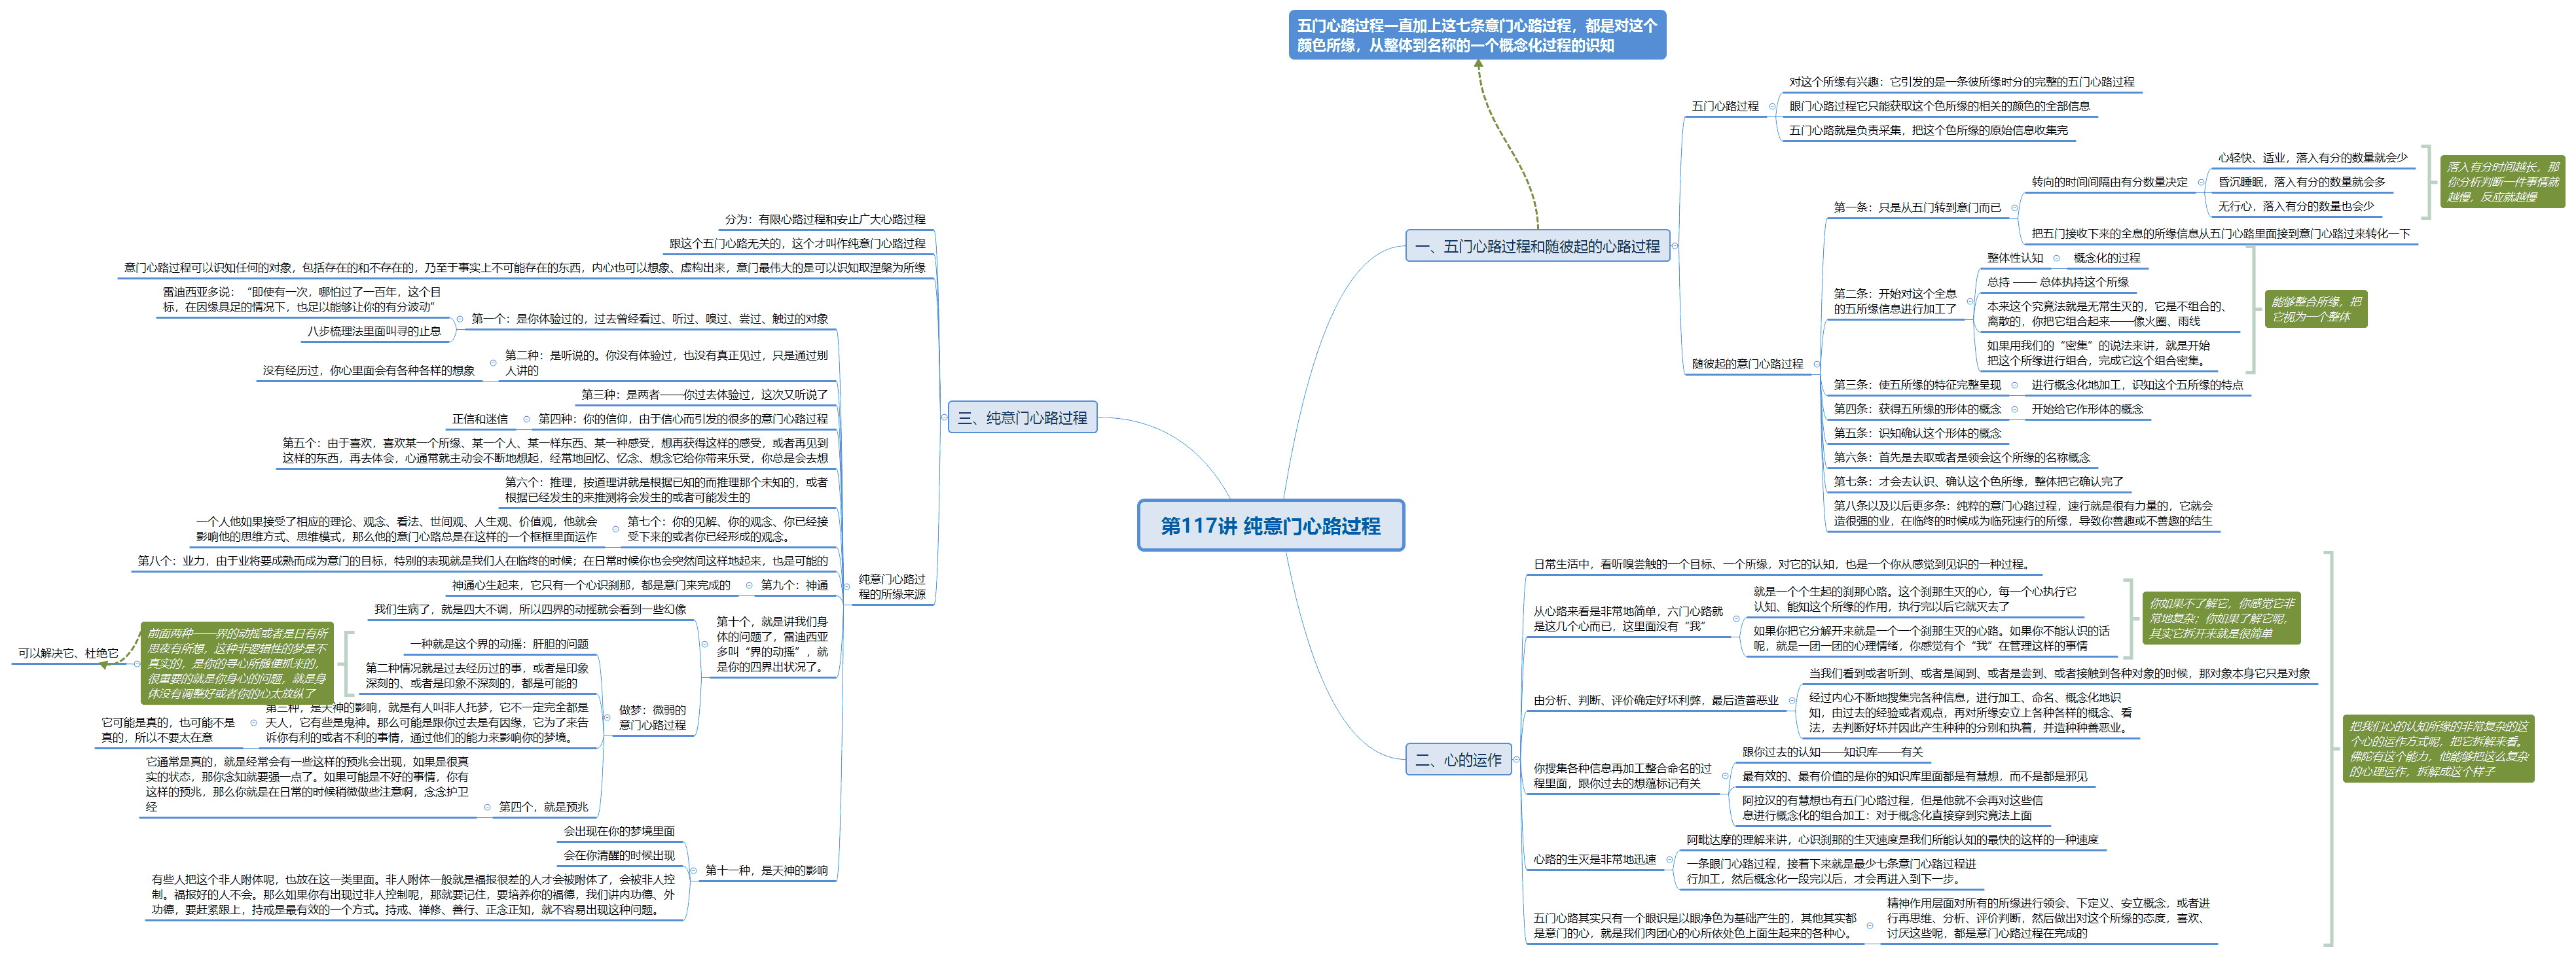 第117讲 纯意门心路过程
五门心路过程一直加上这七条意门心路过程，都是对这个
颜色所缘，从整体到名称的一个概念化过程的识知
一、五门心路过程和随彼起的心路过程
五门心路过程
对这个所缘有兴趣：它引发的是一条彼所缘时分的完整的五门心路过程
眼门心路过程它只能获取这个色所缘的相关的颜色的全部信息
五门心路就是负责采集，把这个色所缘的原始信息收集完
随彼起的意门心路过程
第一条：只是从五门转到意门而已
转向的时间间隔由有分数量决定
心轻快、适业，落入有分的数量就会少
昏沉睡眠，落入有分的数量就会多
无行心，落入有分的数量也会少
落入有分时间越长，那
你分析判断一件事情就
越慢，反应就越慢
把五门接收下来的全息的所缘信息从五门心路里面接到意门心路过来转化一下
第二条：开始对这个全息
的五所缘信息进行加工了
整体性认知
概念化的过程
总持 —— 总体执持这个所缘
本来这个究竟法就是无常生灭的，它是不组合的、
离散的，你把它组合起来——像火圈、雨线
如果用我们的“密集”的说法来讲，就是开始
把这个所缘进行组合，完成它这个组合密集。
能够整合所缘，把
它视为一个整体
第三条：使五所缘的特征完整呈现
进行概念化地加工，识知这个五所缘的特点
第四条：获得五所缘的形体的概念
开始给它作形体的概念
第五条：识知确认这个形体的概念
第六条：首先是去取或者是领会这个所缘的名称概念
第七条：才会去认识、确认这个色所缘，整体把它确认完了
第八条以及以后更多条：纯粹的意门心路过程，速行就是很有力量的，它就会
造很强的业，在临终的时候成为临死速行的所缘，导致你善趣或不善趣的结生
二、心的运作
日常生活中，看听嗅尝触的一个目标、一个所缘，对它的认知，也是一个你从感觉到见识的一种过程。
从心路来看是非常地简单，六门心路就
是这几个心而已，这里面没有“我”
就是一个个生起的刹那心路。这个刹那生灭的心，每一个心执行它
认知、能知这个所缘的作用，执行完以后它就灭去了
如果你把它分解开来就是一个一个刹那生灭的心路。如果你不能认识的话
呢，就是一团一团的心理情绪，你感觉有个“我”在管理这样的事情
你如果不了解它，你感觉它非
常地复杂；你如果了解它呢，
其实它拆开来就是很简单
由分析、判断、评价确定好坏利弊，最后造善恶业
当我们看到或者听到、或者是闻到、或者是尝到、或者接触到各种对象的时候，那对象本身它只是对象
经过内心不断地搜集完各种信息，进行加工、命名、概念化地识
知，由过去的经验或者观点，再对所缘安立上各种各样的概念、看
法，去判断好坏并因此产生种种的分别和执着，并造种种善恶业。
你搜集各种信息再加工整合命名的过
程里面，跟你过去的想蕴标记有关
跟你过去的认知——知识库——有关
最有效的、最有价值的是你的知识库里面都是有慧想，而不是都是邪见
阿拉汉的有慧想也有五门心路过程，但是他就不会再对这些信
息进行概念化的组合加工：对于概念化直接穿到究竟法上面
心路的生灭是非常地迅速
阿毗达摩的理解来讲，心识刹那的生灭速度是我们所能认知的最快的这样的一种速度
一条眼门心路过程，接着下来就是最少七条意门心路过程进
行加工，然后概念化一段完以后，才会再进入到下一步。
五门心路其实只有一个眼识是以眼净色为基础产生的，其他其实都
是意门的心，就是我们肉团心的心所依处色上面生起来的各种心。
精神作用层面对所有的所缘进行领会、下定义、安立概念，或者进
行再思维、分析、评价判断，然后做出对这个所缘的态度，喜欢、
讨厌这些呢，都是意门心路过程在完成的
把我们心的认知所缘的非常复杂的这
个心的运作方式呢，把它拆解来看。
佛陀有这个能力，他能够把这么复杂
的心理运作，拆解成这个样子
三、纯意门心路过程
分为：有限心路过程和安止广大心路过程
跟这个五门心路无关的，这个才叫作纯意门心路过程
意门心路过程可以识知任何的对象，包括存在的和不存在的，乃至于事实上不可能存在的东西，内心也可以想象、虚构出来，意门最伟大的是可以识知取涅槃为所缘
纯意门心路过
程的所缘来源
第一个：是你体验过的，过去曾经看过、听过、嗅过、尝过、触过的对象
雷迪西亚多说：“即使有一次，哪怕过了一百年，这个目
标，在因缘具足的情况下，也足以能够让你的有分波动”
八步梳理法里面叫寻的止息
第二种：是听说的。你没有体验过，也没有真正见过，只是通过别
人讲的
没有经历过，你心里面会有各种各样的想象
第三种：是两者——你过去体验过，这次又听说了
第四种：你的信仰，由于信心而引发的很多的意门心路过程
正信和迷信
第五个：由于喜欢，喜欢某一个所缘、某一个人、某一样东西、某一种感受，想再获得这样的感受，或者再见到
这样的东西，再去体会，心通常就主动会不断地想起，经常地回忆、忆念、想念它给你带来乐受，你总是会去想
第六个：推理，按道理讲就是根据已知的而推理那个未知的，或者
根据已经发生的来推测将会发生的或者可能发生的
第七个：你的见解、你的观念、你已经接
受下来的或者你已经形成的观念。
一个人他如果接受了相应的理论、观念、看法、世间观、人生观、价值观，他就会
影响他的思维方式、思维模式，那么他的意门心路总是在这样的一个框框里面运作
第八个：业力，由于业将要成熟而成为意门的目标，特别的表现就是我们人在临终的时候；在日常时候你也会突然间这样地起来，也是可能的
第九个：神通
神通心生起来，它只有一个心识刹那，都是意门来完成的
第十个，就是讲我们身
体的问题了，雷迪西亚
多叫“界的动摇”，就
是你的四界出状况了。
我们生病了，就是四大不调，所以四界的动摇就会看到一些幻像
做梦：微弱的
意门心路过程
一种就是这个界的动摇：肝胆的问题
第二种情况就是过去经历过的事，或者是印象
深刻的、或者是印象不深刻的，都是可能的
前面两种——界的动摇或者是日有所
思夜有所想，这种非逻辑性的梦是不
真实的，是你的寻心所随便抓来的，
很重要的就是你身心的问题，就是身
体没有调整好或者你的心太放纵了
可以解决它、杜绝它
第三种，是天神的影响，就是有人叫非人托梦，它不一定完全都是
天人，它有些是鬼神。那么可能是跟你过去是有因缘，它为了来告
诉你有利的或者不利的事情，通过他们的能力来影响你的梦境。
它可能是真的，也可能不是
真的，所以不要太在意
第四个，就是预兆
它通常是真的，就是经常会有一些这样的预兆会出现，如果是很真
实的状态，那你念知就要强一点了。如果可能是不好的事情，你有
这样的预兆，那么你就是在日常的时候稍微做些注意啊，念念护卫
经
第十一种，是天神的影响
会出现在你的梦境里面
会在你清醒的时候出现
有些人把这个非人附体呢，也放在这一类里面。非人附体一般就是福报很差的人才会被附体了，会被非人控
制。福报好的人不会。那么如果你有出现过非人控制呢，那就要记住，要培养你的福德，我们讲内功德、外
功德，要赶紧跟上，持戒是最有效的一个方式。持戒、禅修、善行、正念正知，就不容易出现这种问题。